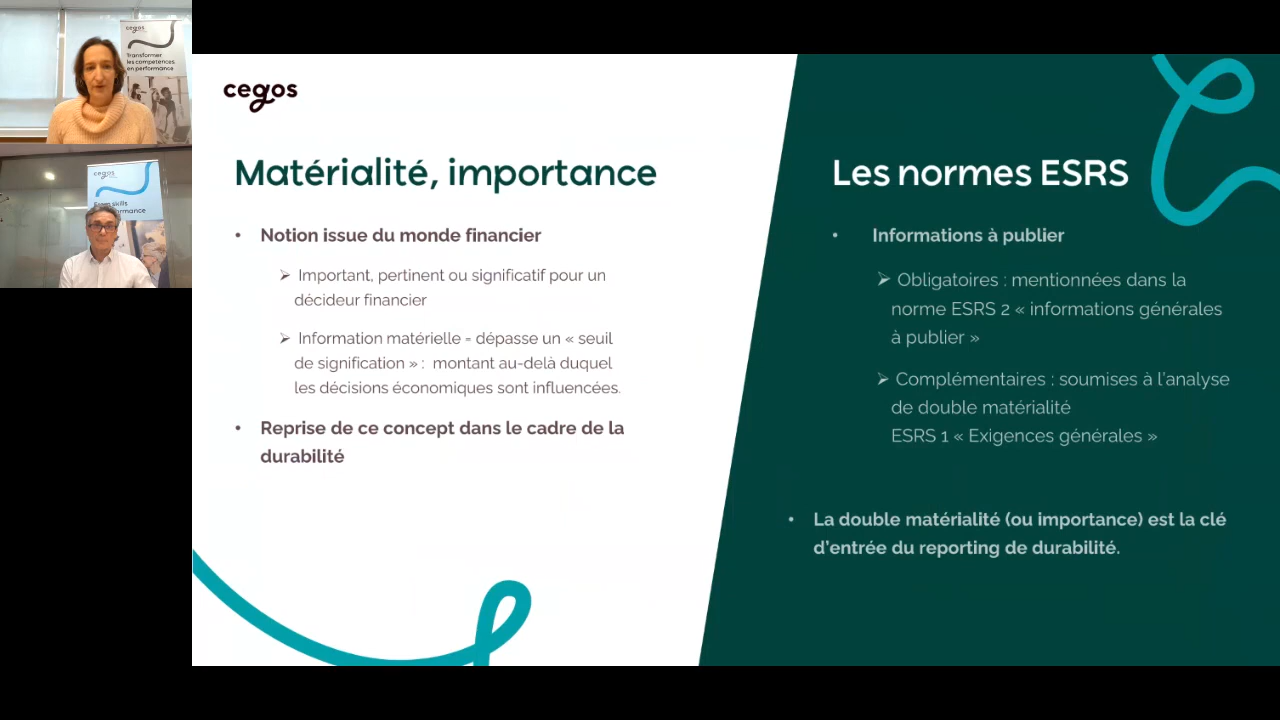 cegos
Transformer
les compétences
en performance
cegos
skills
cegos
Matérialité, importance
• Notion issue du monde financier
➢ Important, pertinent ou significatif pour un
décideur financier
➢ Information matérielle = dépasse un « seuil
de signification » : montant au-delà duquel
les décisions économiques sont influencées.
• Reprise de ce concept dans le cadre de la
durabilité
Les normes ESRS
• Informations à publier
➢ Obligatoires : mentionnées dans la
norme ESRS 2 « informations générales
à publier »
➢ Complémentaires : soumises à l'analyse
de double matérialité
ESRS 1 « Exigences générales »
• La double matérialité (ou importance) est la clé
d'entrée du reporting de durabilité.